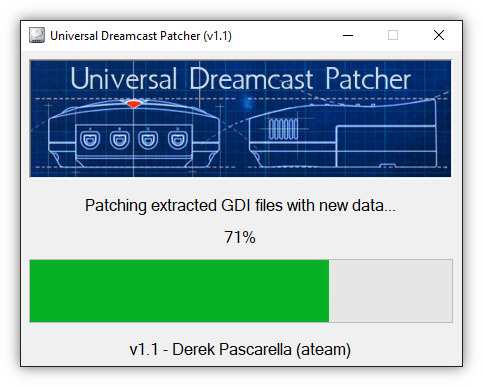 Universal Dreamcast Patcher (v1.1)
Universal Dreamcast Patcher
Patching extracted GDI files with new data...
71%
v1.1 - Derek Pascarella (ateam)